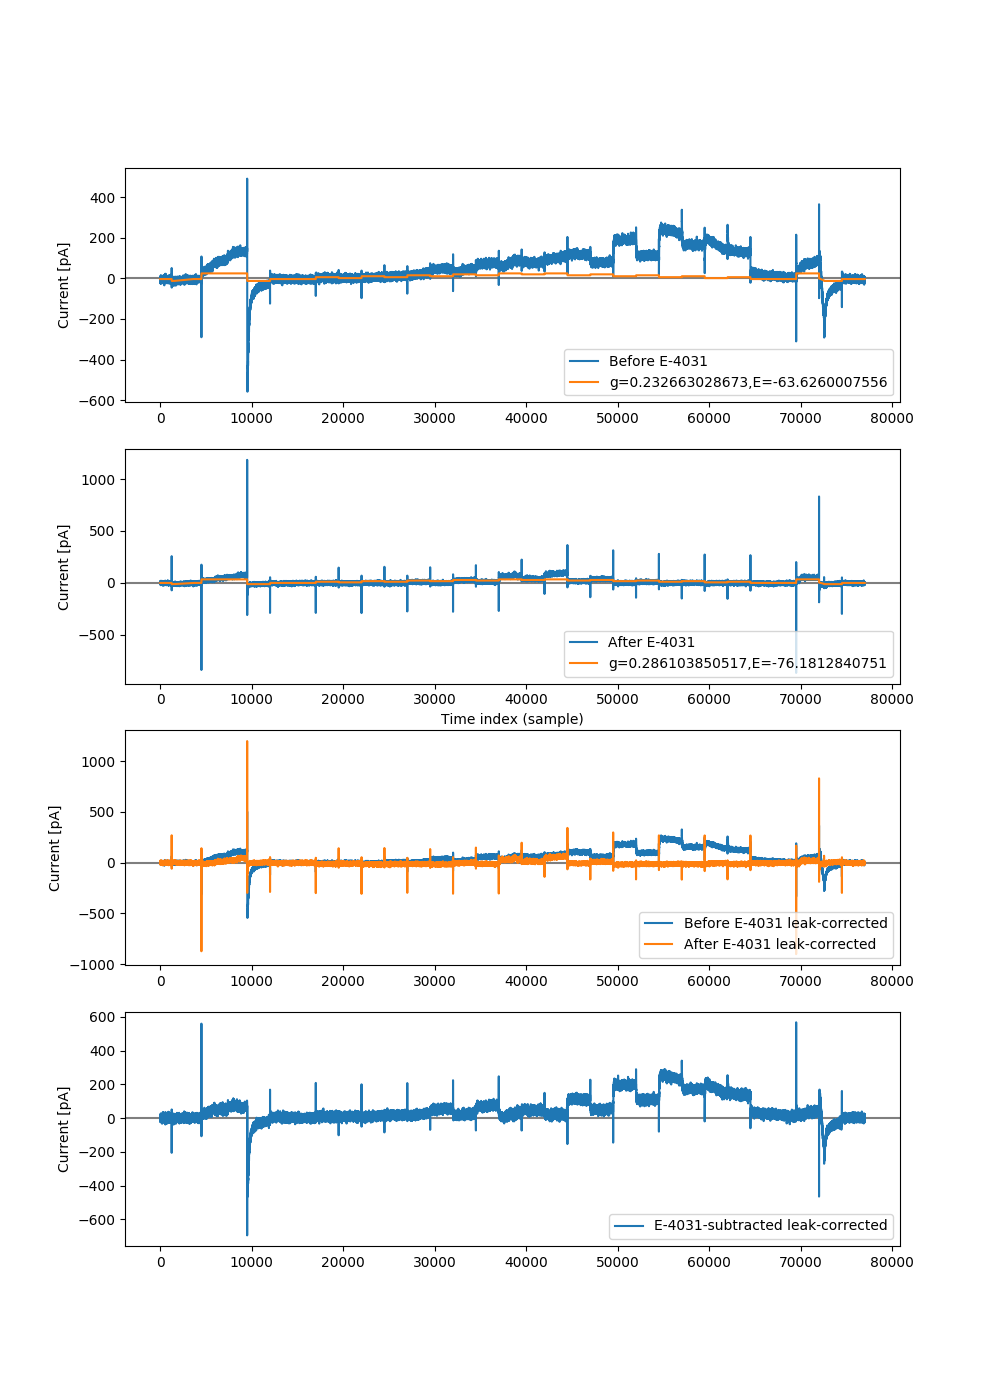 400
200
0
−200
−400
−600
Current [pA]
Before E-4031
g=0.232663028673,E=-63.6260007556
0 10000 20000 30000 40000 50000 60000 70000 80000
1000
500
0
−500
Current [pA]
After E-4031
g=0.286103850517,E=-76.1812840751
0 10000 20000 30000 40000 50000 60000 70000 80000
Time index (sample)
1000
500
0
−500
−1000
Current [pA]
Before E-4031 leak-corrected
After E-4031 leak-corrected
0 10000 20000 30000 40000 50000 60000 70000 80000
600
400
200
0
−200
−400
−600
Current [pA]
E-4031-subtracted leak-corrected
0 10000 20000 30000 40000 50000 60000 70000 80000